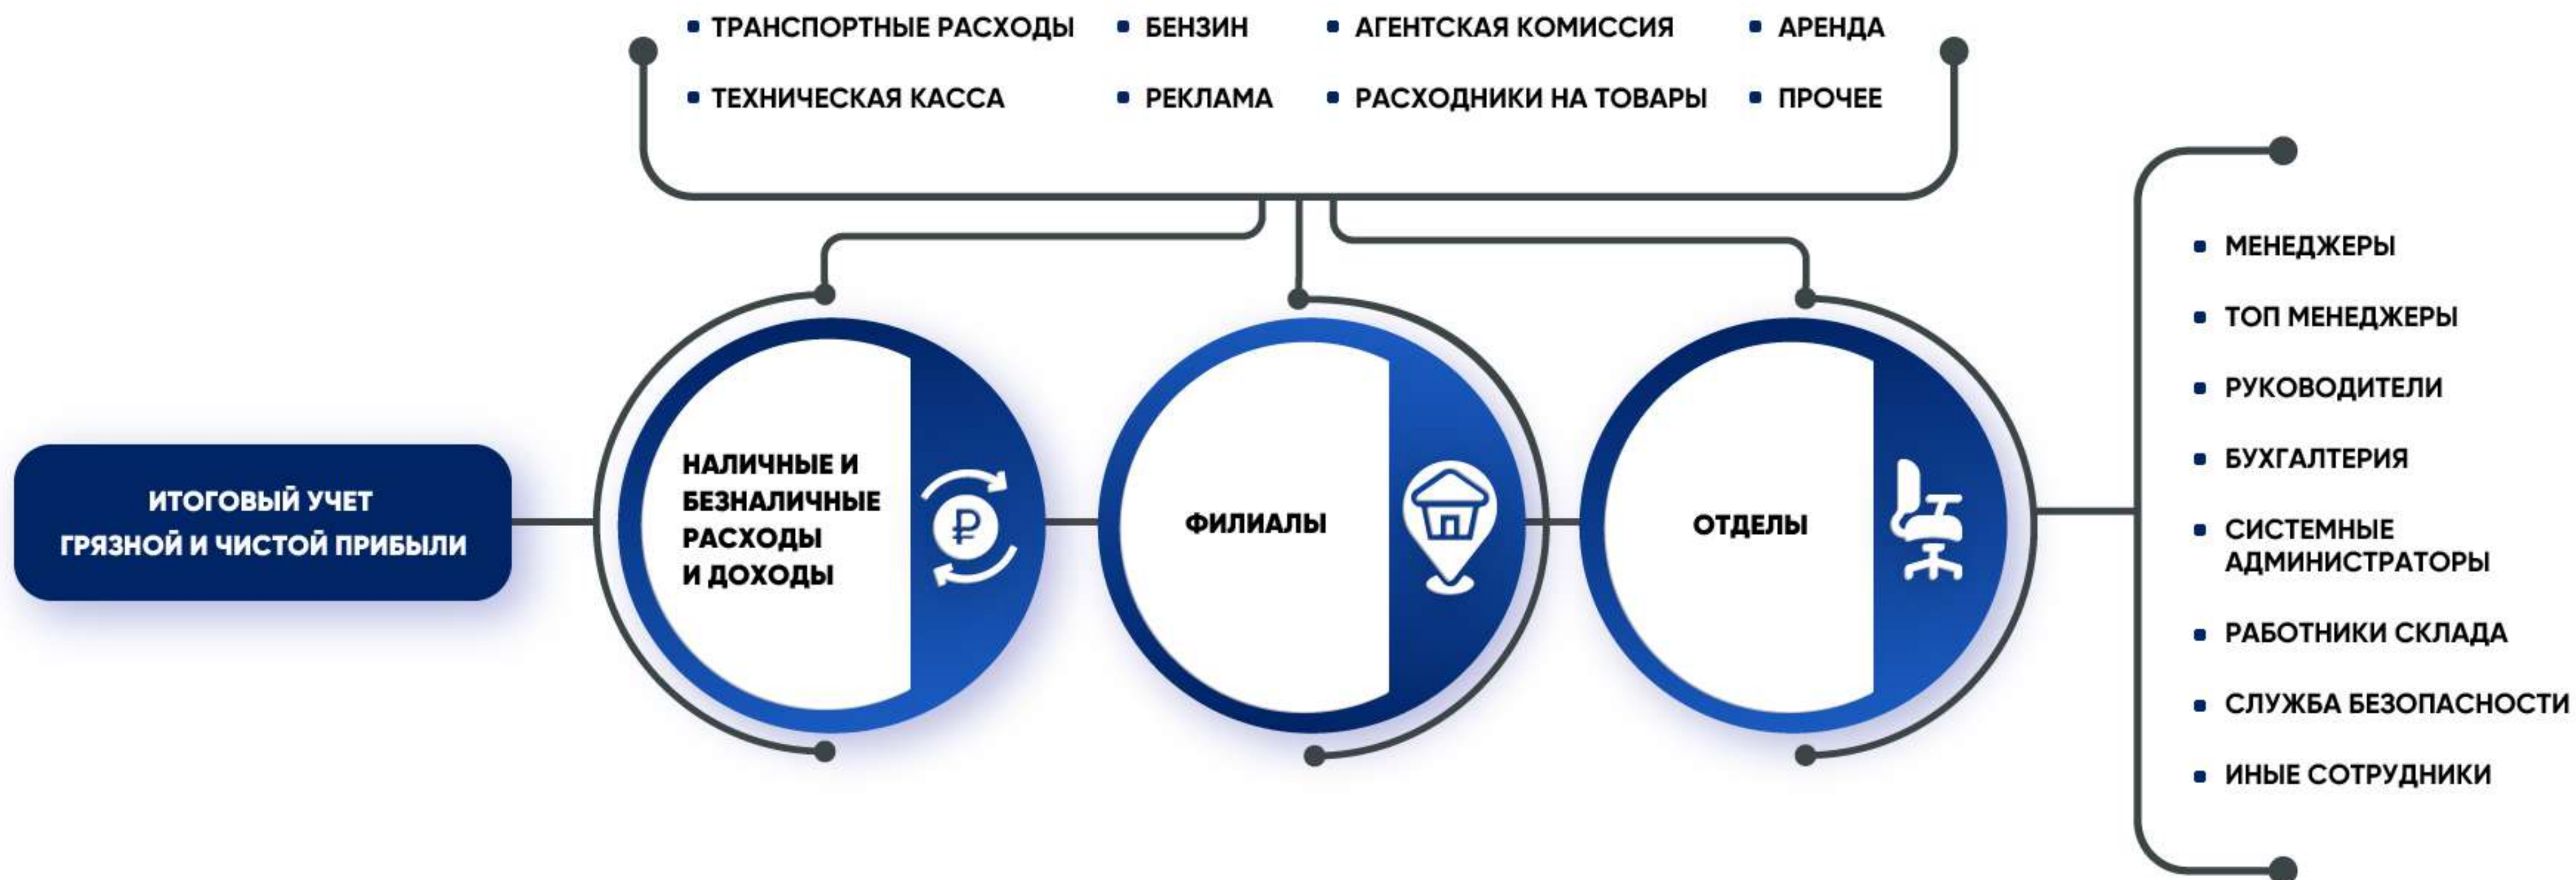 ТРАНСПОРТНЫЕ РАСХОДЫ
БЕНЗИН
АГЕНТСКАЯ КОМИССИЯ
АРЕНДА
ТЕХНИЧЕСКАЯ КАССА
РЕКЛАМА
РАСХОДНИКИ НА ТОВАРЫ
ПРОЧЕЕ
ИТОГОВЫЙ УЧЕТ
ГРЯЗНОЙ И ЧИСТОЙ ПРИБЫЛИ
НАЛИЧНЫЕ И
БЕЗНАЛИЧНЫЕ
РАСХОДЫ
И ДОХОДЫ
₽
ФИЛИАЛЫ
ОТДЕЛЫ
МЕНЕДЖЕРЫ
ТОП МЕНЕДЖЕРЫ
РУКОВОДИТЕЛИ
БУХГАЛТЕРИЯ
СИСТЕМНЫЕ
АДМИНИСТРАТОРЫ
РАБОТНИКИ СКЛАДА
СЛУЖБА БЕЗОПАСНОСТИ
ИНЫЕ СОТРУДНИКИ